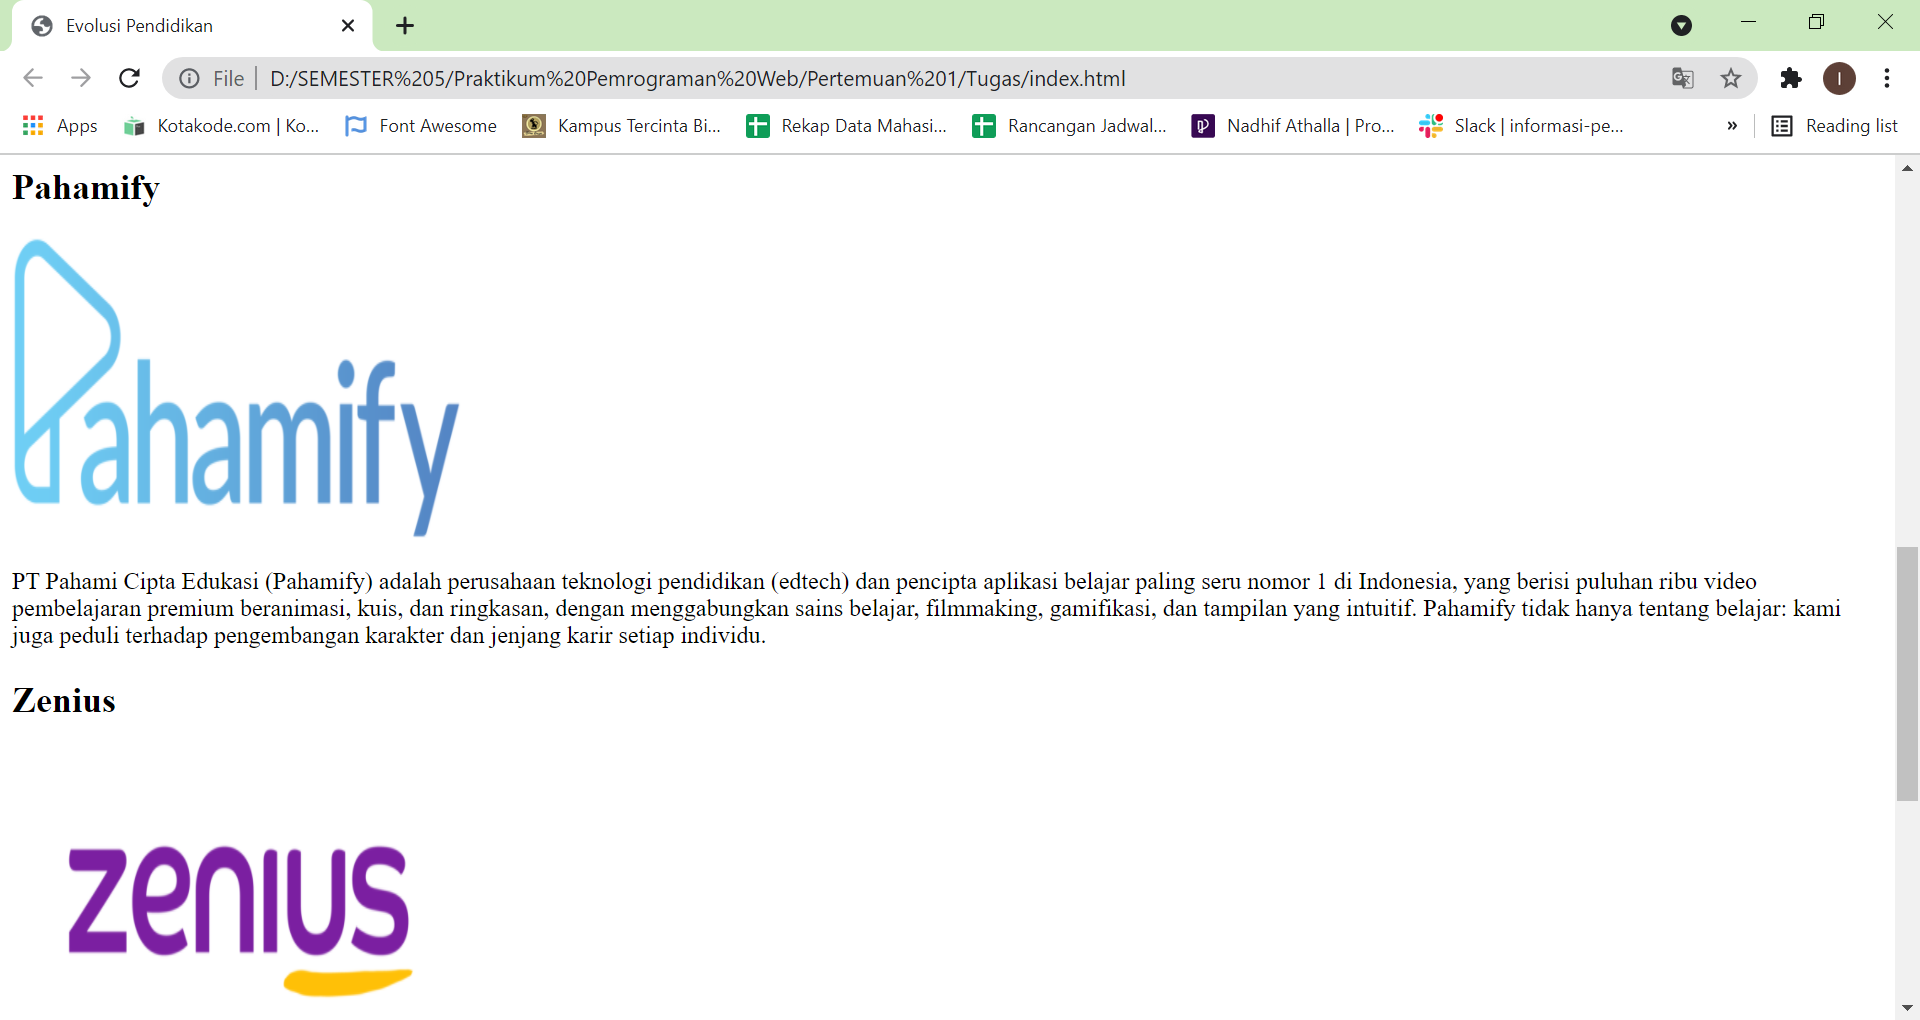 Evolusi Pendidikan
File | D:/SEMESTER%205/Praktikum%20Pemrograman%20Web/Pertemuan%201/Tugas/index.html
I
Apps Kotakode.com | Ko... Font Awesome Kampus Tercinta Bi... Rekap Data Mahasi... Rancangan Jadwal... Nadhif Athalla | Pro... Slack | informasi-pe... » Reading list
Pahamify
Pahamify
PT Pahami Cipta Edukasi (Pahamify) adalah perusahaan teknologi pendidikan (edtech) dan pencipta aplikasi belajar paling seru nomor 1 di Indonesia, yang berisi puluhan ribu video
pembelajaran premium beranimasi, kuis, dan ringkasan, dengan menggabungkan sains belajar, filmmaking, gamifikasi, dan tampilan yang intuitif. Pahamify tidak hanya tentang belajar: kami
juga peduli terhadap pengembangan karakter dan jenjang karir setiap individu.
Zenius
zenius